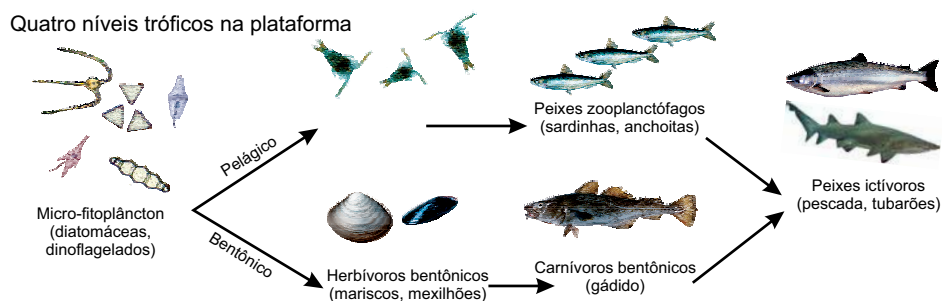 Quatro níveis tróficos na plataforma
Peixes zooplanctófagos
(sardinhas, anchoitas)
Pelágico
Peixes ictívoros
(pescada, tubarões)
Micro-fitoplâncton
(diatomáceas,
dinoflagelados)
Bentônico
Herbívoros bentônicos
(mariscos, mexilhões)
Carnívoros bentônicos
(gádido)